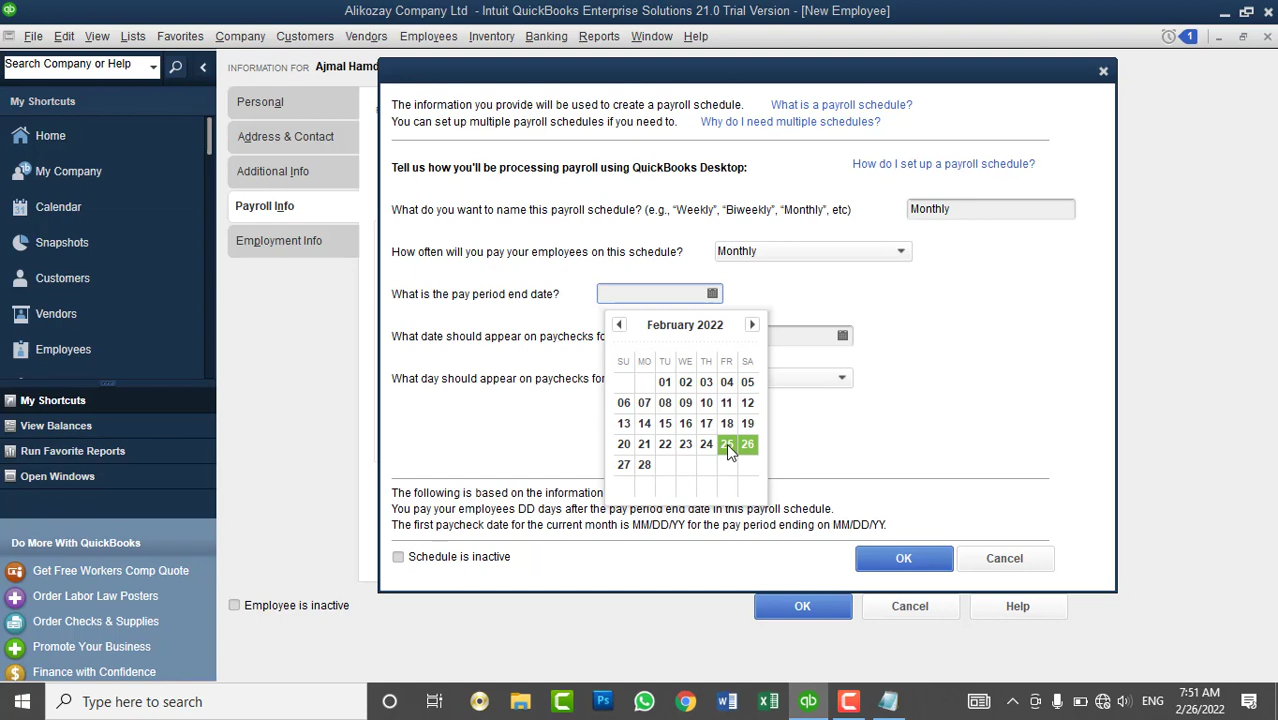 Alikozay Company Ltd - Intuit QuickBooks Enterprise Solutions 21.0 Trial Version - [New Employee]
File Edit View Lists Favorites Company Customers Vendors Employees Inventory Banking Reports Window Help
1
Search Company or Help
INFORMATION FOR Ajmal Hamd
My Shortcuts
Home
My Company
Calendar
Snapshots
Customers
Vendors
Employees
My Shortcuts
View Balances
Run Favorite Reports
Open Windows
Do More With QuickBooks
Get Free Workers Comp Quote
Order Labor Law Posters
Order Checks & Supplies
Promote Your Business
Finance with Confidence
Personal
Address & Contact
Additional Info
Payroll Info
Employment Info
Employee is inactive
The information you provide will be used to create a payroll schedule. What is a payroll schedule?
You can set up multiple payroll schedules if you need to. Why do I need multiple schedules?
Tell us how you'll be processing payroll using QuickBooks Desktop: How do I set up a payroll schedule?
What do you want to name this payroll schedule? (e.g., “Weekly”, “Biweekly”, “Monthly”, etc) Monthly
How often will you pay your employees on this schedule? Monthly
What is the pay period end date?
What date should appear on paychecks for
What day should appear on paychecks for
February 2022
SU MO TU WE TH FR SA
01 02 03 04 05
06 07 08 09 10 11 12
13 14 15 16 17 18 19
20 21 22 23 24 25 26
27 28
The following is based on the information
You pay your employees DD days after the pay period end date in this payroll schedule.
The first paycheck date for the current month is MM/DD/YY for the pay period ending on MM/DD/YY.
Schedule is inactive
OK Cancel
OK Cancel Help
Type here to search
ENG
7:51 AM
2/26/2022